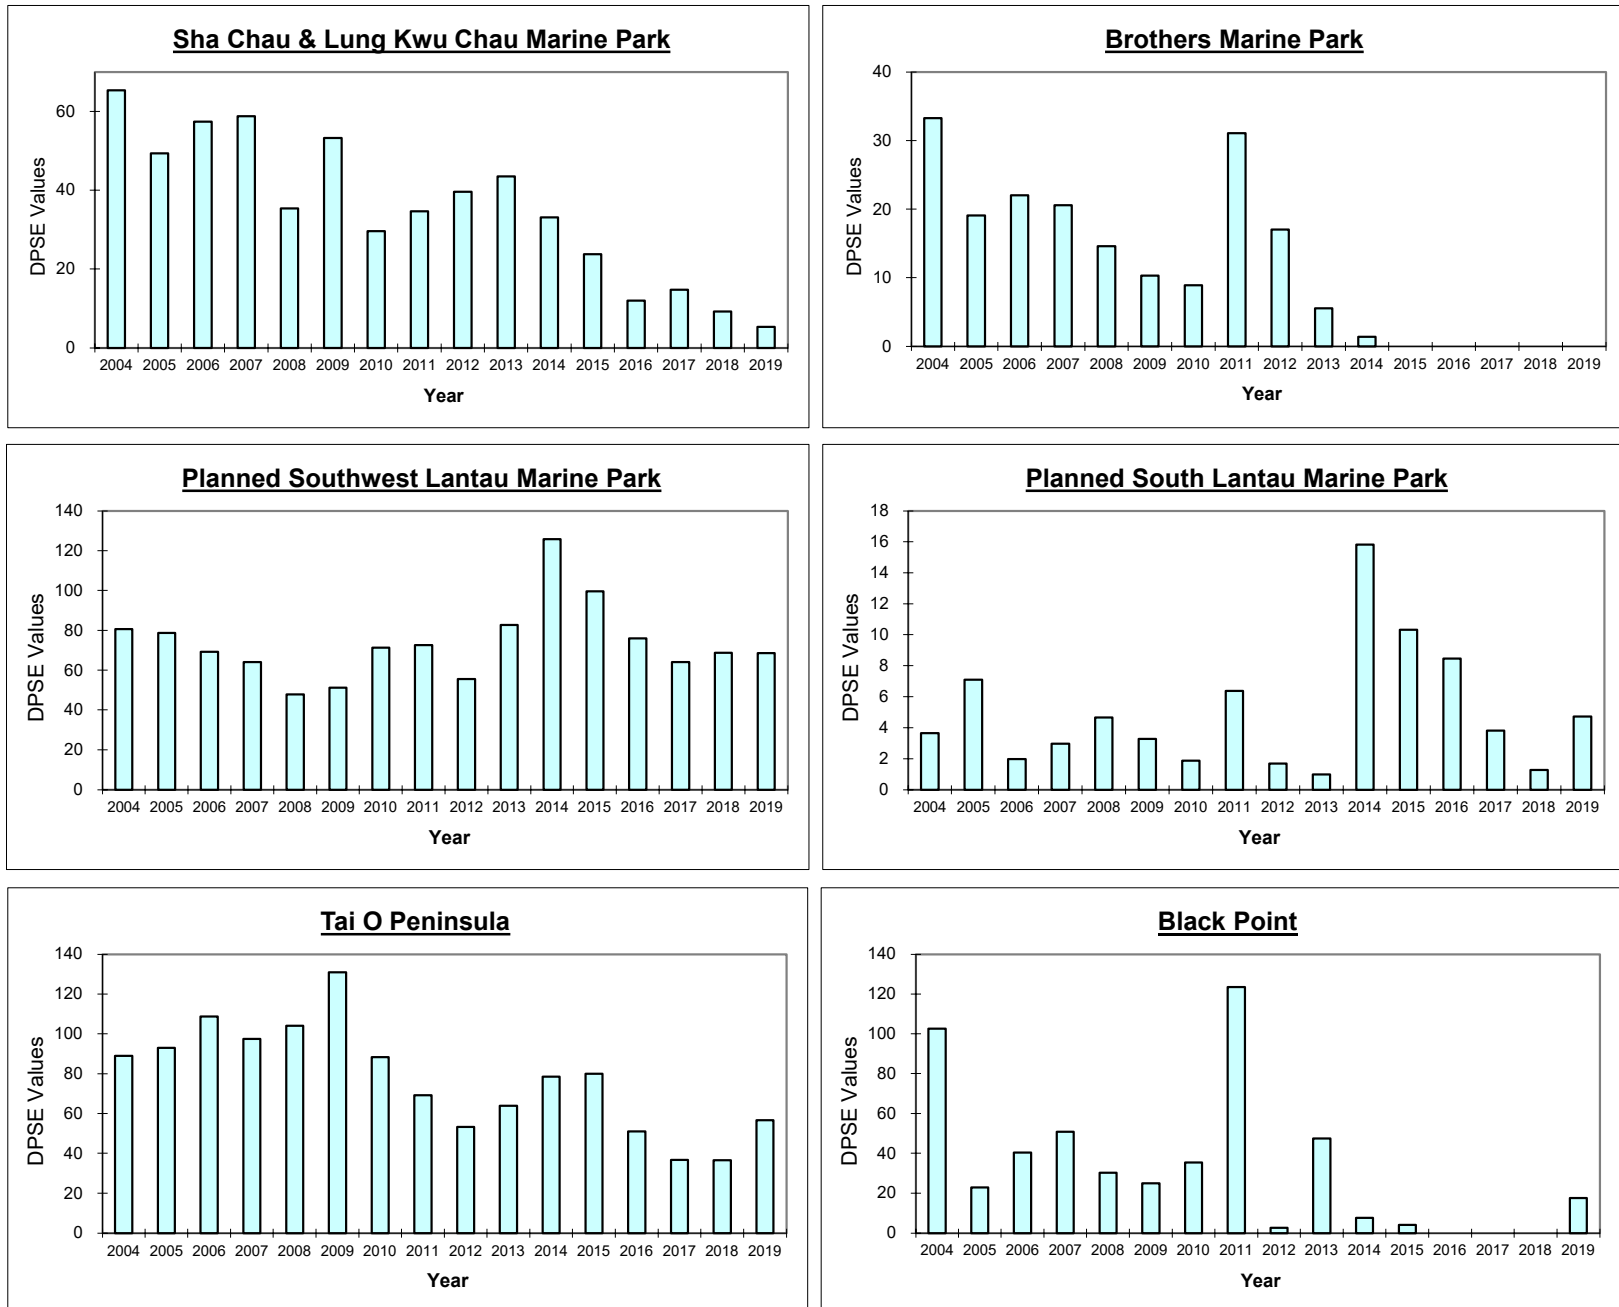 Sha Chau & Lung Kwu Chau Marine Park
60
40
20
0
DPSE Values
2004 2005 2006 2007 2008 2009 2010 2011 2012 2013 2014 2015 2016 2017 2018 2019
Year
Brothers Marine Park
40
30
20
10
0
DPSE Values
2004 2005 2006 2007 2008 2009 2010 2011 2012 2013 2014 2015 2016 2017 2018 2019
Year
Planned Southwest Lantau Marine Park
140
120
100
80
60
40
20
0
DPSE Values
2004 2005 2006 2007 2008 2009 2010 2011 2012 2013 2014 2015 2016 2017 2018 2019
Year
Planned South Lantau Marine Park
18
16
14
12
10
8
6
4
2
0
DPSE Values
2004 2005 2006 2007 2008 2009 2010 2011 2012 2013 2014 2015 2016 2017 2018 2019
Year
Tai O Peninsula
140
120
100
80
60
40
20
0
DPSE Values
2004 2005 2006 2007 2008 2009 2010 2011 2012 2013 2014 2015 2016 2017 2018 2019
Year
Black Point
140
120
100
80
60
40
20
0
DPSE Values
2004 2005 2006 2007 2008 2009 2010 2011 2012 2013 2014 2015 2016 2017 2018 2019
Year